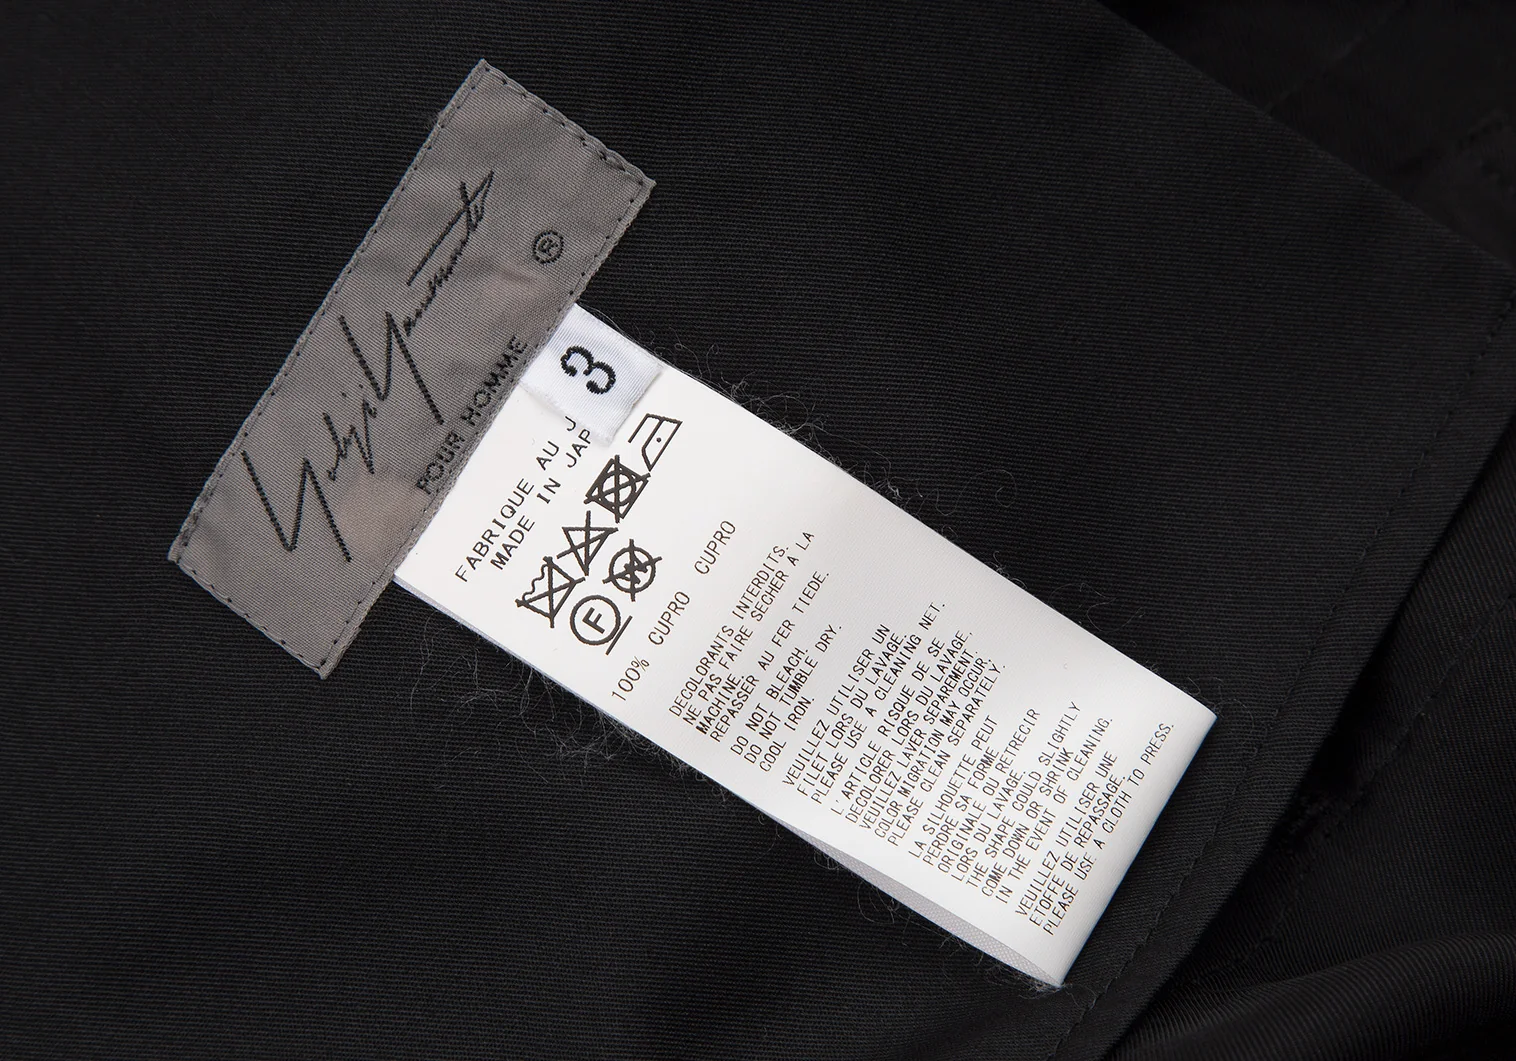 Yohji Yamamoto
®
POUR HOMME
3
FABRIQUE AU J
MADE IN JAP
F
W
100% CUPRO CUPRO
DECOLORANTS INTERDITS.
NE PAS FAIRE SECHER A LA
MACHINE.
REPASSER AU FER TIEDE.
DO NOT BLEACH.
DO NOT TUMBLE DRY.
COOL IRON.
VEUILLEZ UTILISER UN
FILET LORS DU LAVAGE.
PLEASE USE A CLEANING NET.
L'ARTICLE RISQUE DE SE
DECOLORER LORS DU LAVAGE.
VEUILLEZ LAVER SEPAREMENT.
COLOR MIGRATION MAY OCCUR.
PLEASE CLEAN SEPARATELY.
LA SILHOUETTE PEUT
PERDRE SA FORME
ORIGINALE OU RETRECIR
LORS DU LAVAGE.
THE SHAPE COULD SLIGHTLY
COME DOWN OR SHRINK
IN THE EVENT OF CLEANING.
VEUILLEZ UTILISER UNE
ETOFFE DE REPASSAGE.
PLEASE USE A CLOTH TO PRESS.